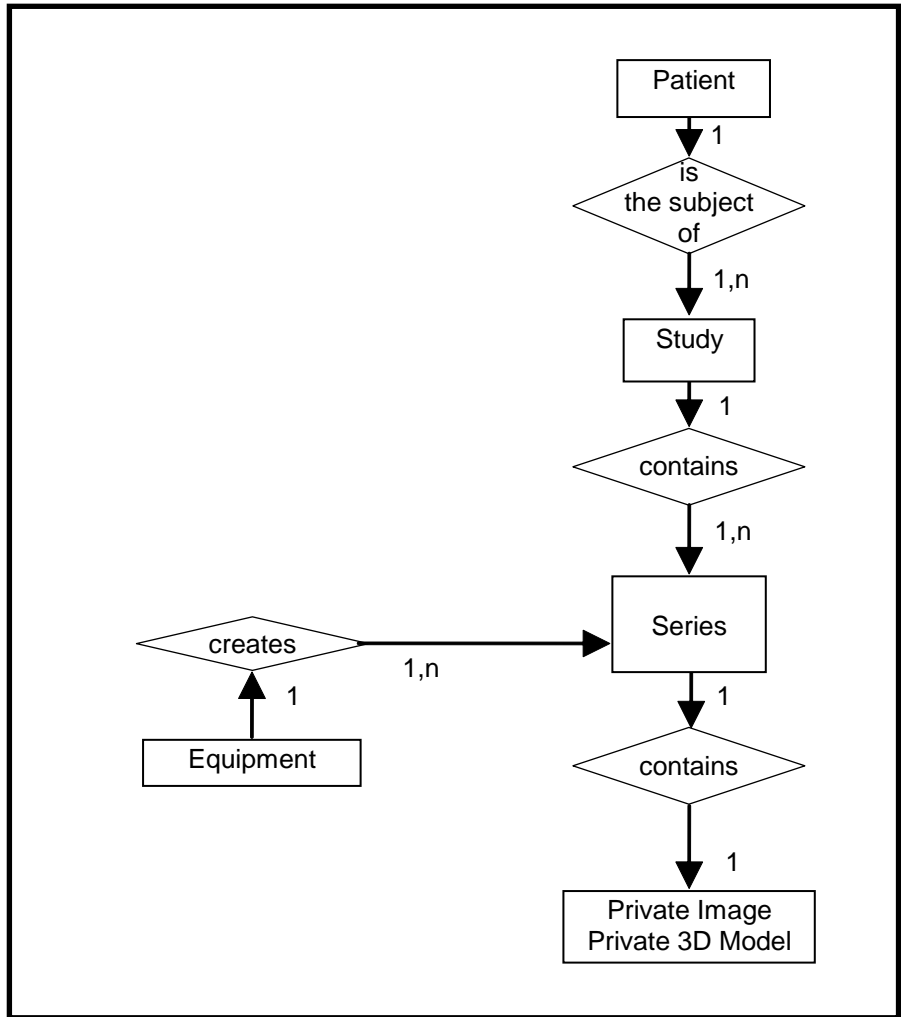 Patient
1
is
the subject
of
1,n
Study
1
contains
1,n
Series
creates
1,n
1
1
Equipment
contains
1
Private Image
Private 3D Model